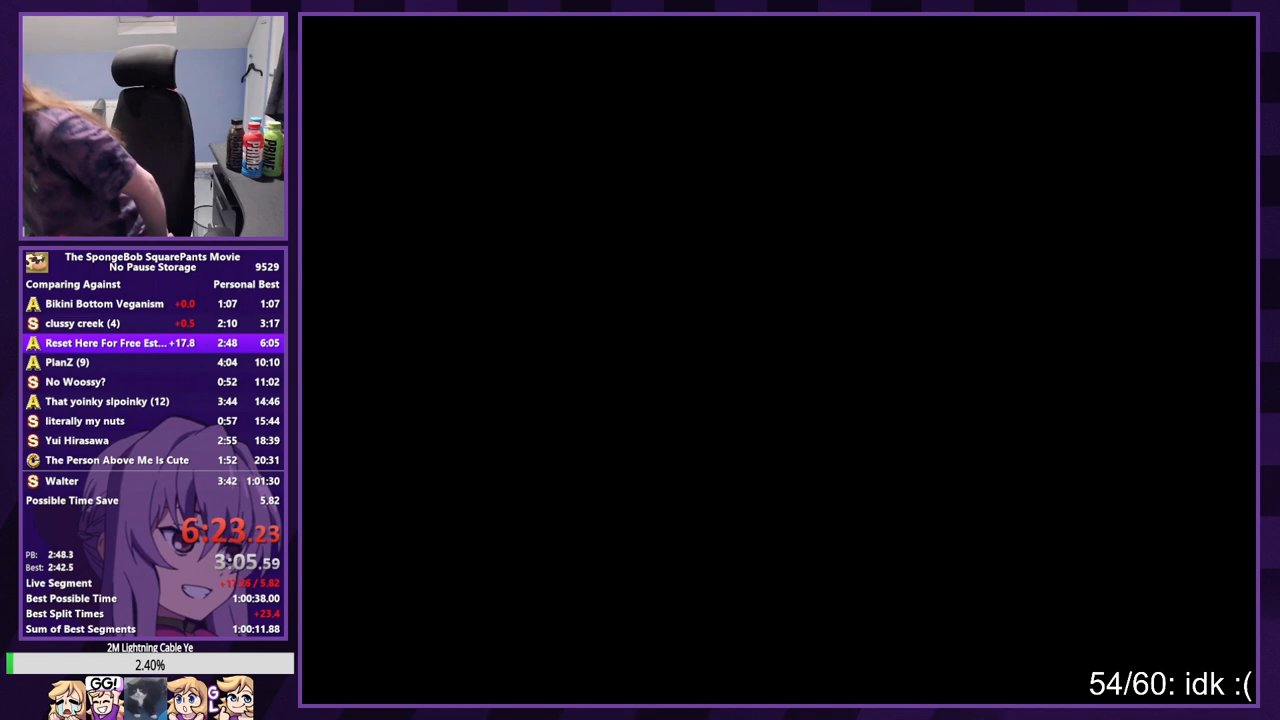 PRIME
PRIME
The SpongeBob SquarePants Movie
No Pause Storage 9529
Comparing Against Personal Best
Bikini Bottom Veganism +0.0 1:07 1:07
clussy creek (4) +0.5 2:10 3:17
Reset Here For Free Est... +17.8 2:48 6:05
PlanZ (9) 4:04 10:10
No Woossy? 0:52 11:02
That yoinky slpoinky (12) 3:44 14:46
literally my nuts 0:57 15:44
Yui Hirasawa 2:55 18:39
The Person Above Me Is Cute 1:52 20:31
Walter 3:42 1:01:30
Possible Time Save 5.82
6:23.23
PB: 2:48.3
3:05.59
Best: 2:42.5
Live Segment / 5.82
Best Possible Time 1:00:38.00
Best Split Times +23.4
Sum of Best Segments 1:00:11.88
2M Lightning Cable Ye
2.40%
GG!
GL
54/60: idk :(